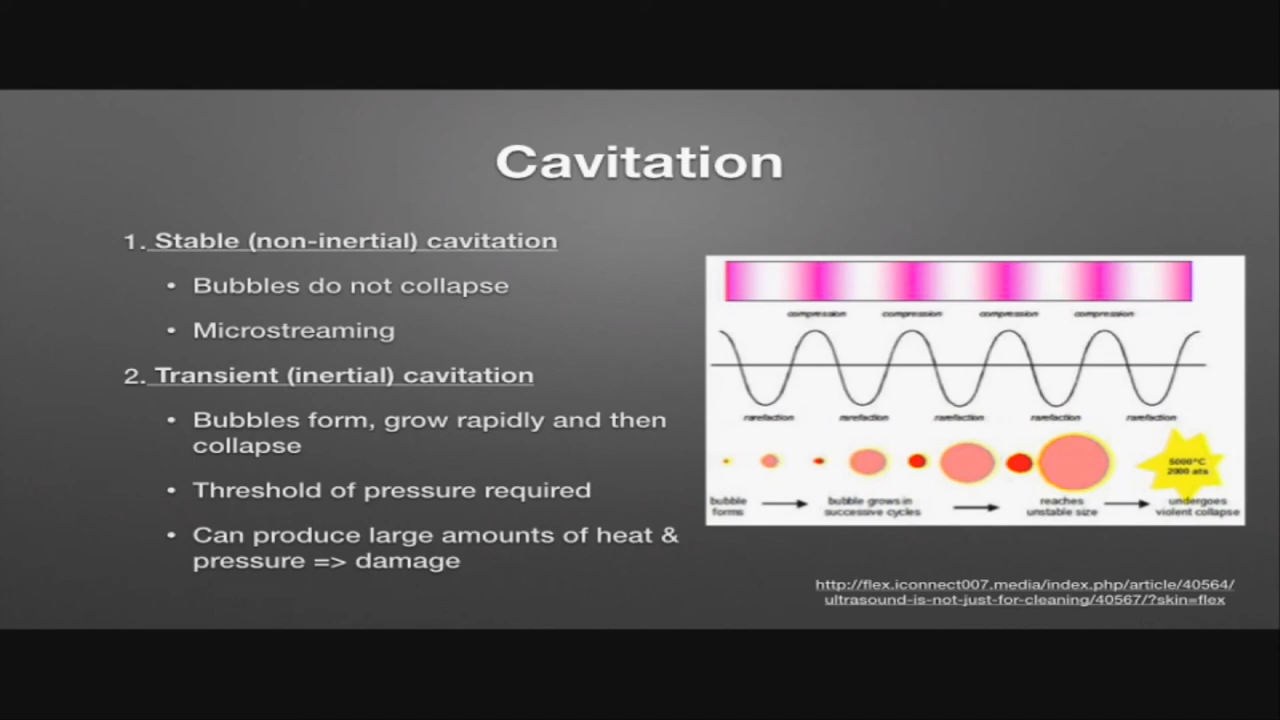 Cavitation
1. Stable (non-inertial) cavitation
• Bubbles do not collapse
• Microstreaming
2. Transient (inertial) cavitation
• Bubbles form, grow rapidly and then
collapse
• Threshold of pressure required
• Can produce large amounts of heat &
pressure => damage
compression compression compression compression
rarefaction rarefaction rarefaction rarefaction rarefaction
5000°C
2000 ats
bubble
forms
bubble grows in
successive cycles
reaches
unstable size
undergoes
violent collapse
http://flex.iconnect007.media/index.php/article/40564/
ultrasound-is-not-just-for-cleaning/40567/?skin=flex